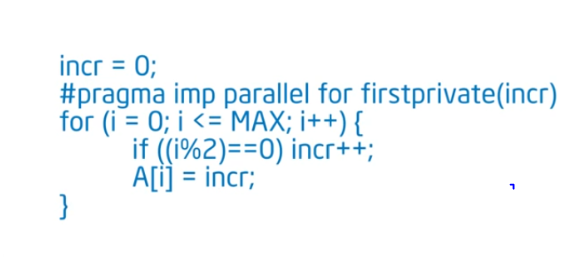 incr = 0;
#pragma imp parallel for firstprivate(incr)
for (i = 0; i <= MAX; i++) {
if ((i%2)==0) incr++;
A[i] = incr;
}